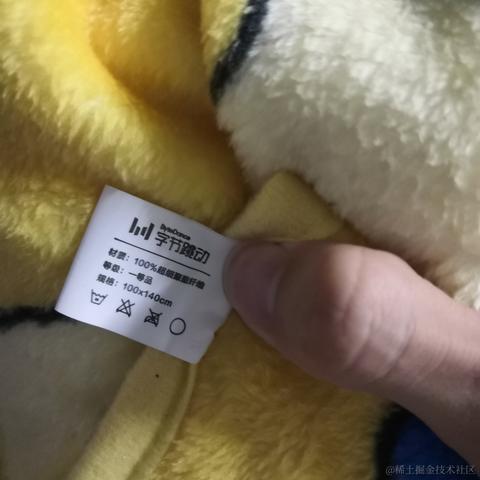 ByteDance
字节跳动
材质：100%超细聚酯纤维
等级：一等品
规格：100x140cm
@稀土掘金技术社区